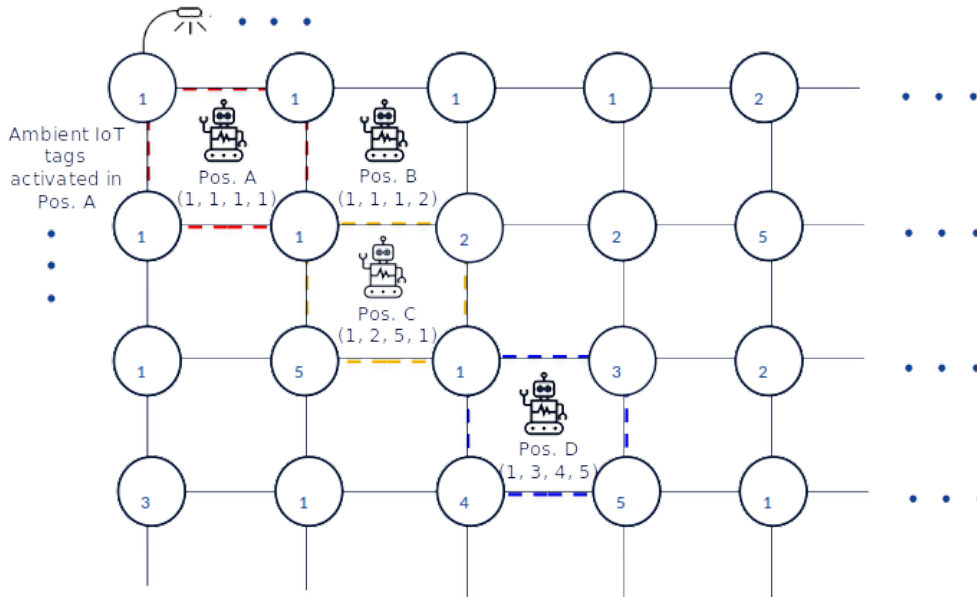 1
1
1
1
2
Ambient IoT
tags
activated in
Pos. A
Pos. A
(1, 1, 1, 1)
Pos. B
(1, 1, 1, 2)
1
1
2
2
5
Pos. C
(1, 2, 5, 1)
1
5
1
3
2
Pos. D
(1, 3, 4, 5)
3
1
4
5
1